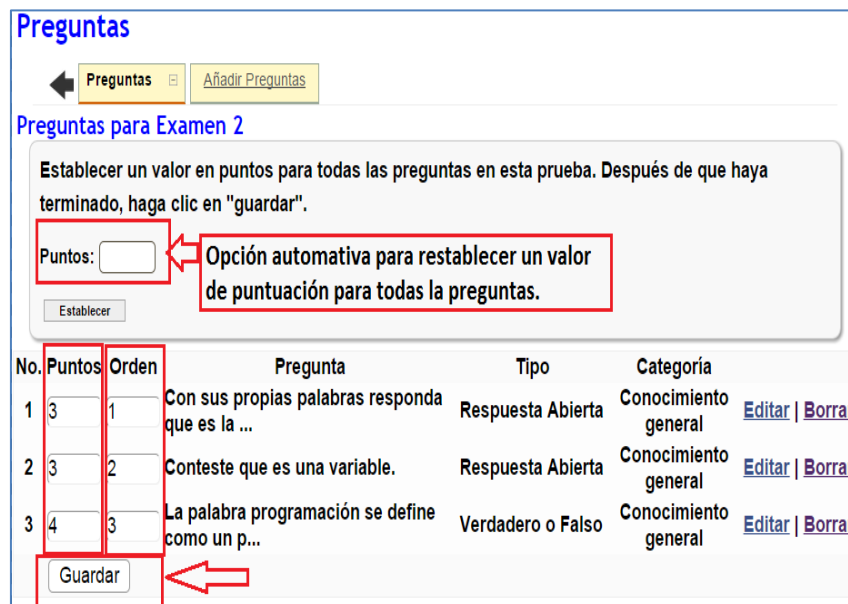 Preguntas
Preguntas Añadir Preguntas
Preguntas para Examen 2
Establecer un valor en puntos para todas las preguntas en esta prueba. Después de que haya
terminado, haga clic en "guardar".
Puntos:
Opción automativa para restablecer un valor
de puntuación para todas la preguntas.
Establecer
No. Puntos Orden Pregunta Tipo Categoría
1 3 1 Con sus propias palabras responda
que es la ... Respuesta Abierta Conocimiento
general Editar | Borra
2 3 2 Conteste que es una variable. Respuesta Abierta Conocimiento
general Editar | Borra
3 4 3 La palabra programación se define
como un p... Verdadero o Falso Conocimiento
general Editar | Borra
Guardar